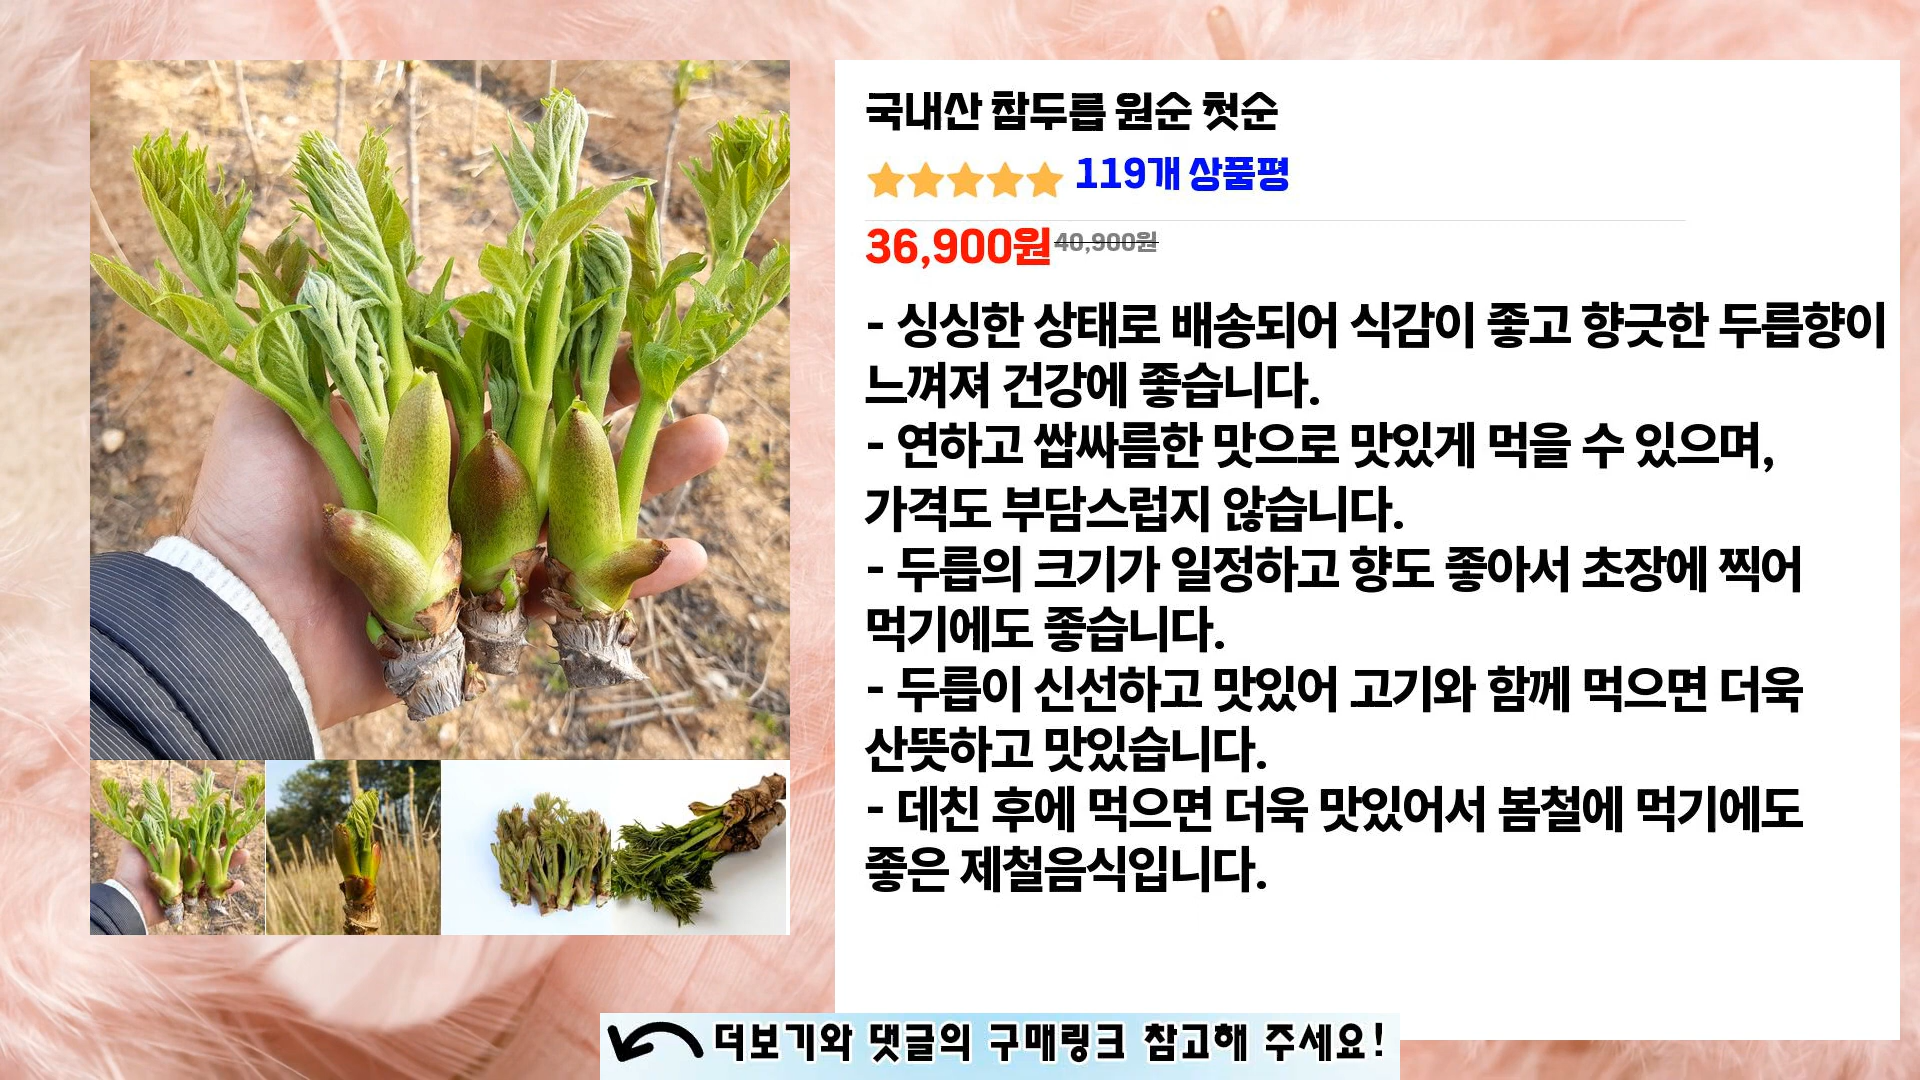 국내산 참두릅 원순 첫순
119개 상품평
36,900원 40,900원
- 싱싱한 상태로 배송되어 식감이 좋고 향긋한 두릅향이
느껴져 건강에 좋습니다.
- 연하고 쌉싸름한 맛으로 맛있게 먹을 수 있으며,
가격도 부담스럽지 않습니다.
- 두릅의 크기가 일정하고 향도 좋아서 초장에 찍어
먹기에도 좋습니다.
- 두릅이 신선하고 맛있어 고기와 함께 먹으면 더욱
산뜻하고 맛있습니다.
- 데친 후에 먹으면 더욱 맛있어서 봄철에 먹기에도
좋은 제철음식입니다.
더보기와 댓글의 구매링크 참고해 주세요!